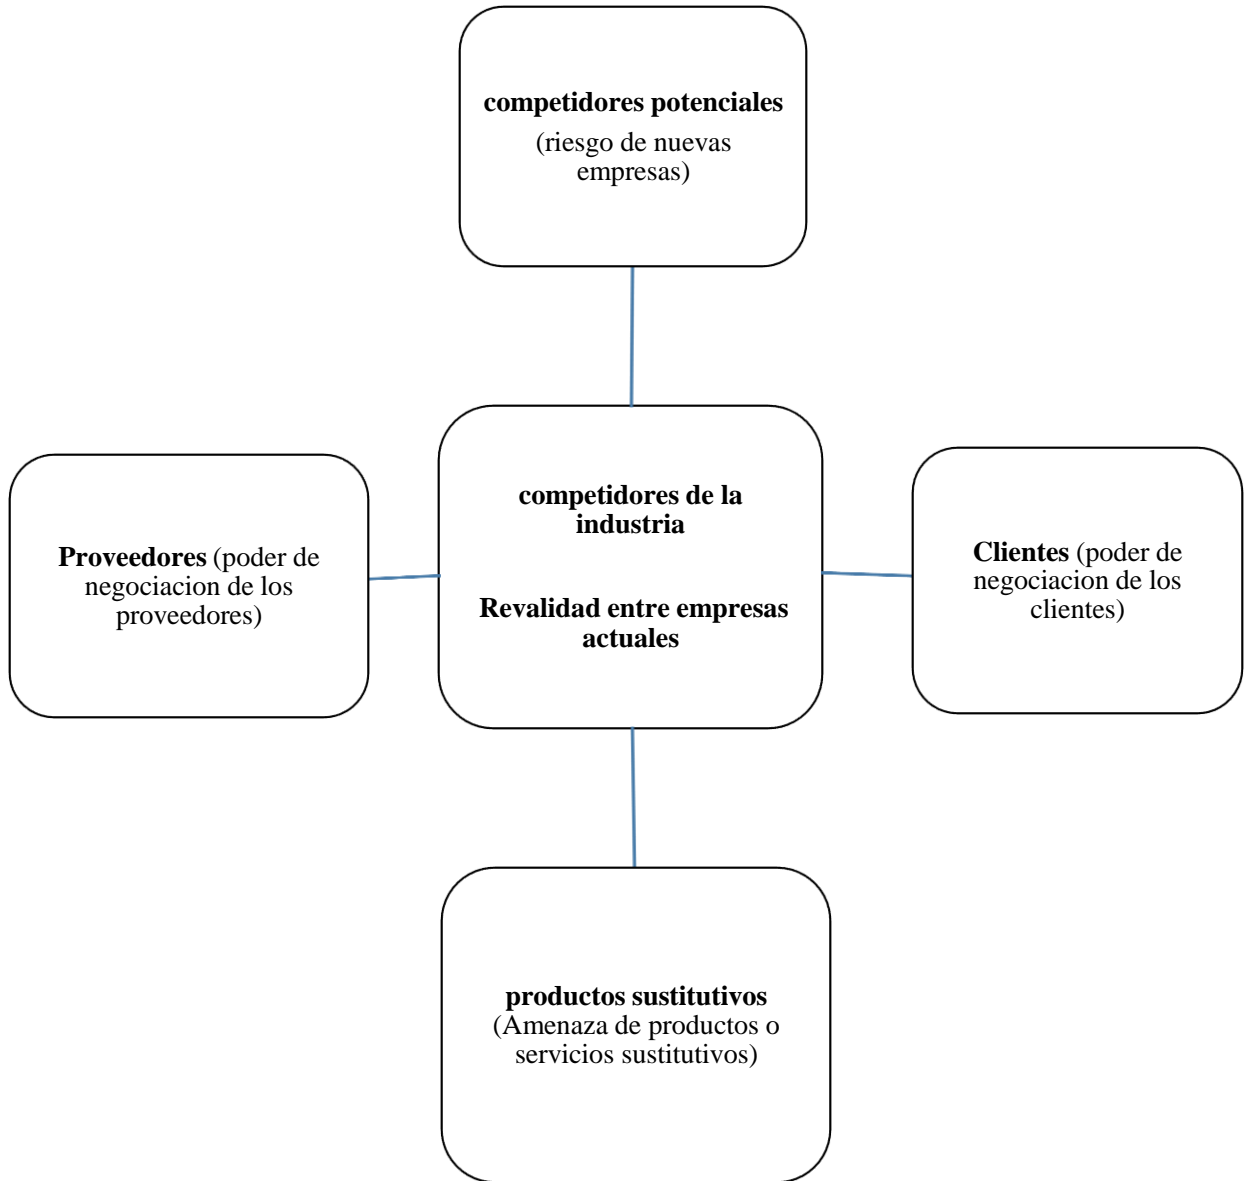 competidores potenciales
(riesgo de nuevas
empresas)
competidores de la
industria
Revalidad entre empresas
actuales
Proveedores (poder de
negociacion de los
proveedores)
Clientes (poder de
negociacion de los
clientes)
productos sustitutivos
(Amenaza de productos o
servicios sustitutivos)